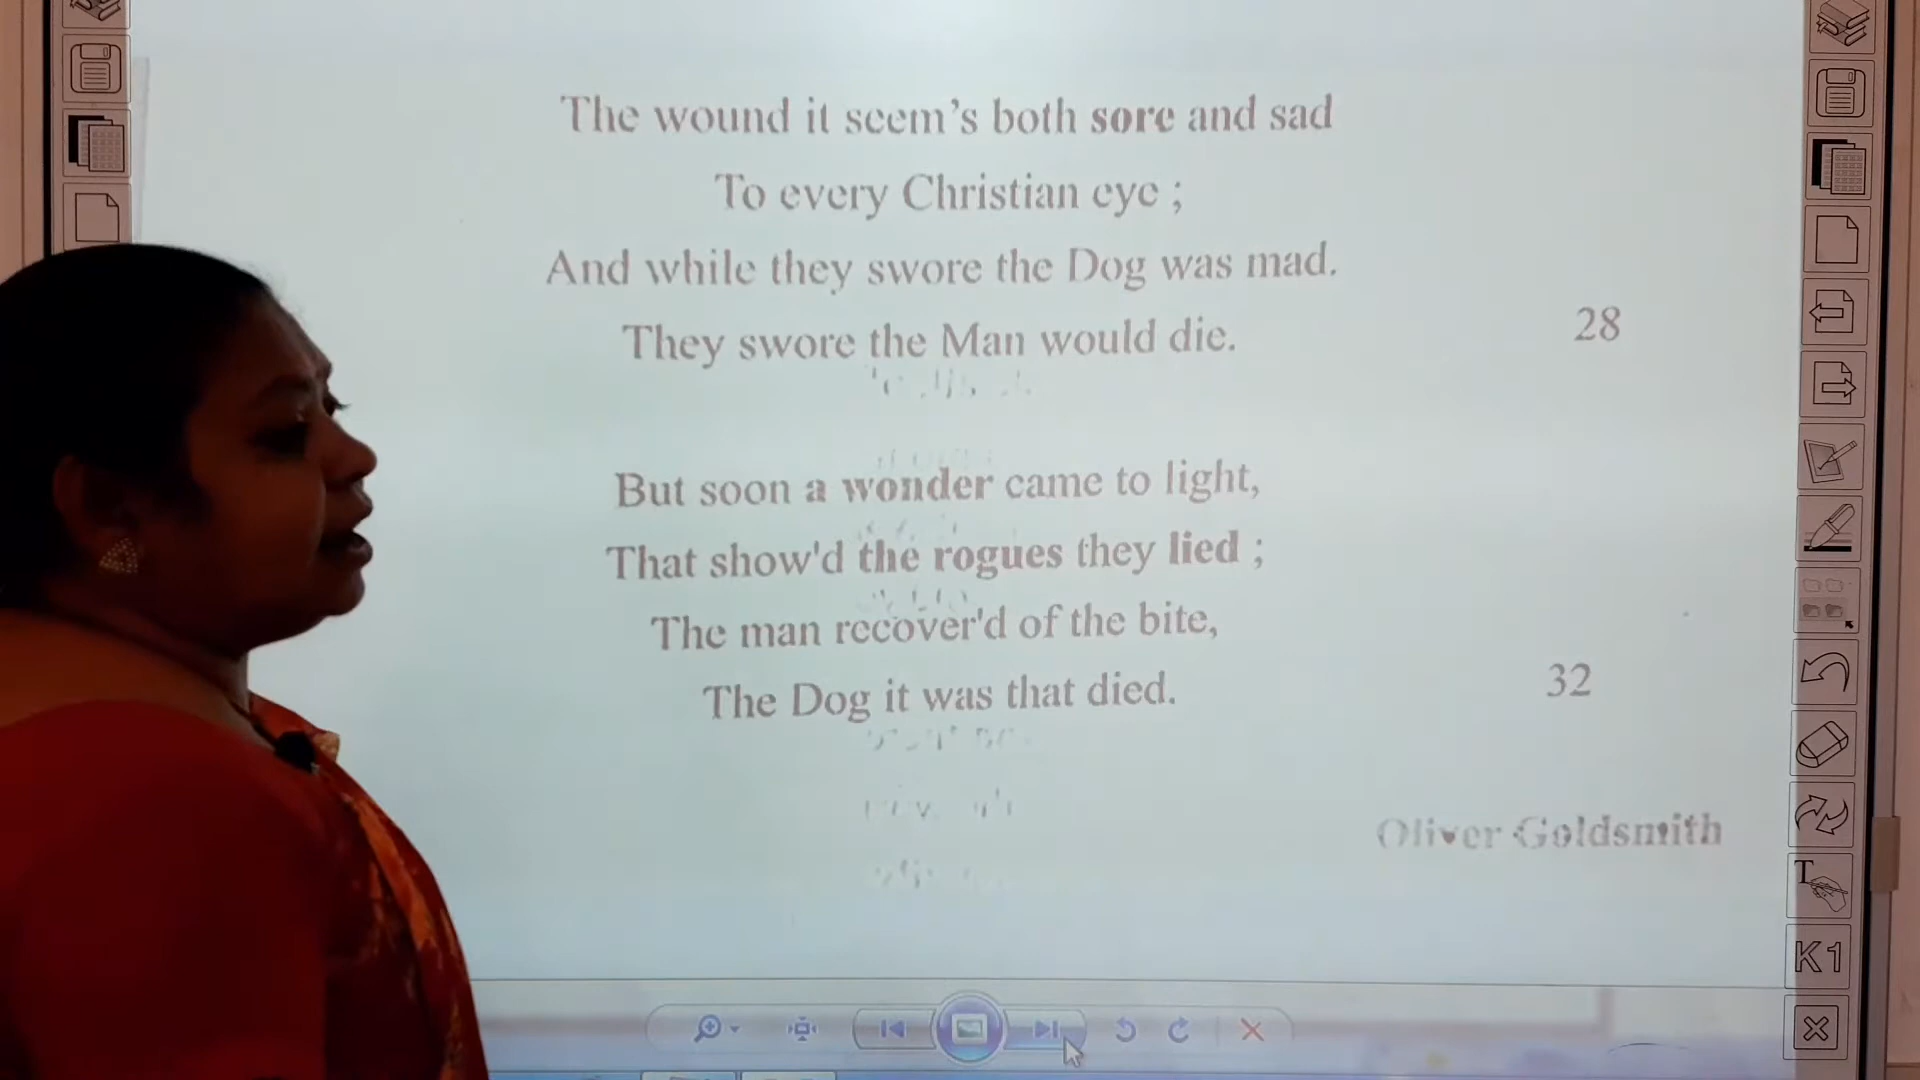 The wound it seem's both sore and sad
To every Christian eye ;
And while they swore the Dog was mad.
They swore the Man would die.
28
But soon a wonder came to light,
That show'd the rogues they lied ;
The man recover'd of the bite,
The Dog it was that died.
32
Oliver Goldsmith
T
K1